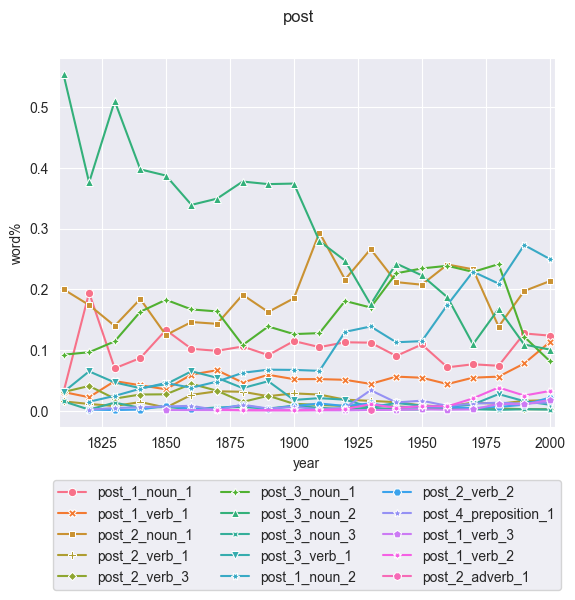 post
0.5
0.4
0.3
0.2
0.1
0.0
word%
1825 1850 1875 1900 1925 1950 1975 2000
year
post_1_noun_1 post_3_noun_1 post_2_verb_2
post_1_verb_1 post_3_noun_2 post_4_preposition_1
post_2_noun_1 post_3_noun_3 post_1_verb_3
post_2_verb_1 post_3_verb_1 post_1_verb_2
post_2_verb_3 post_1_noun_2 post_2_adverb_1